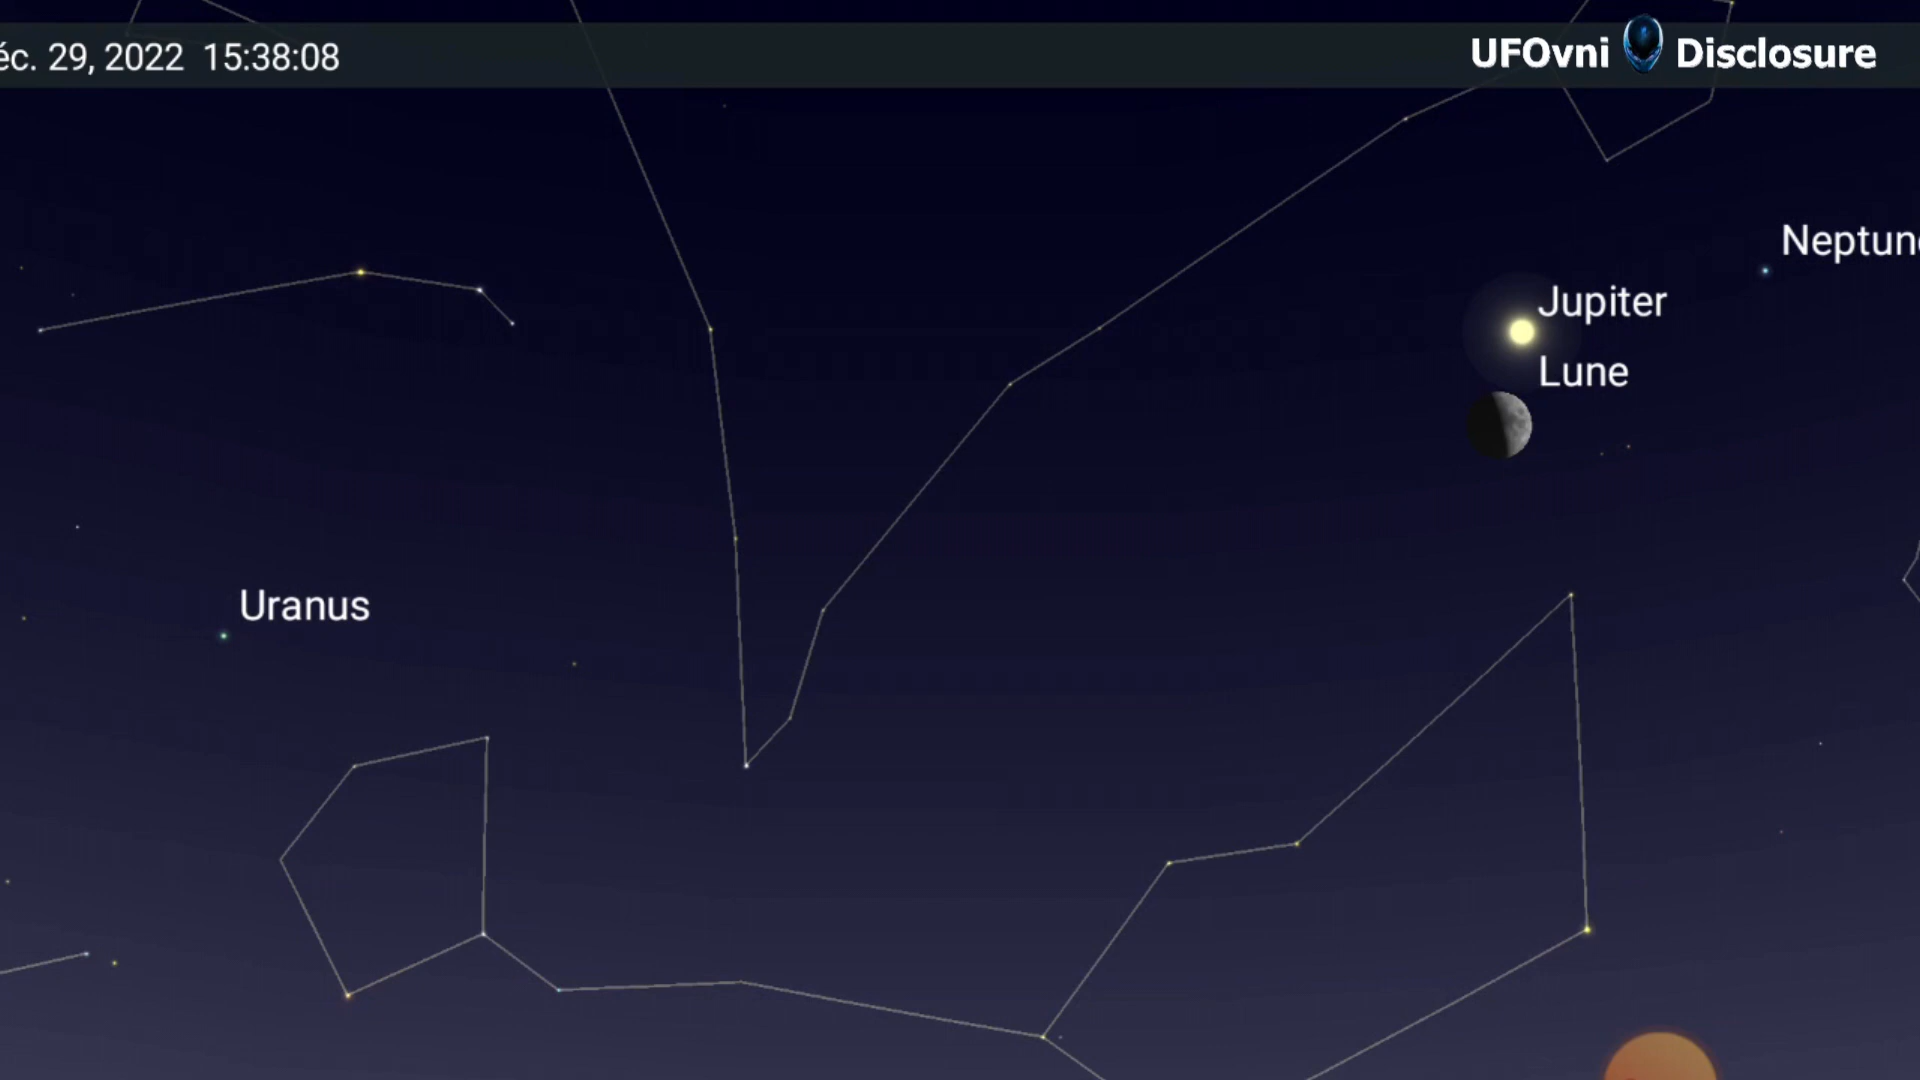 éc. 29, 2022 15:38:08
UFOvni Disclosure
Neptun
Jupiter
Lune
Uranus